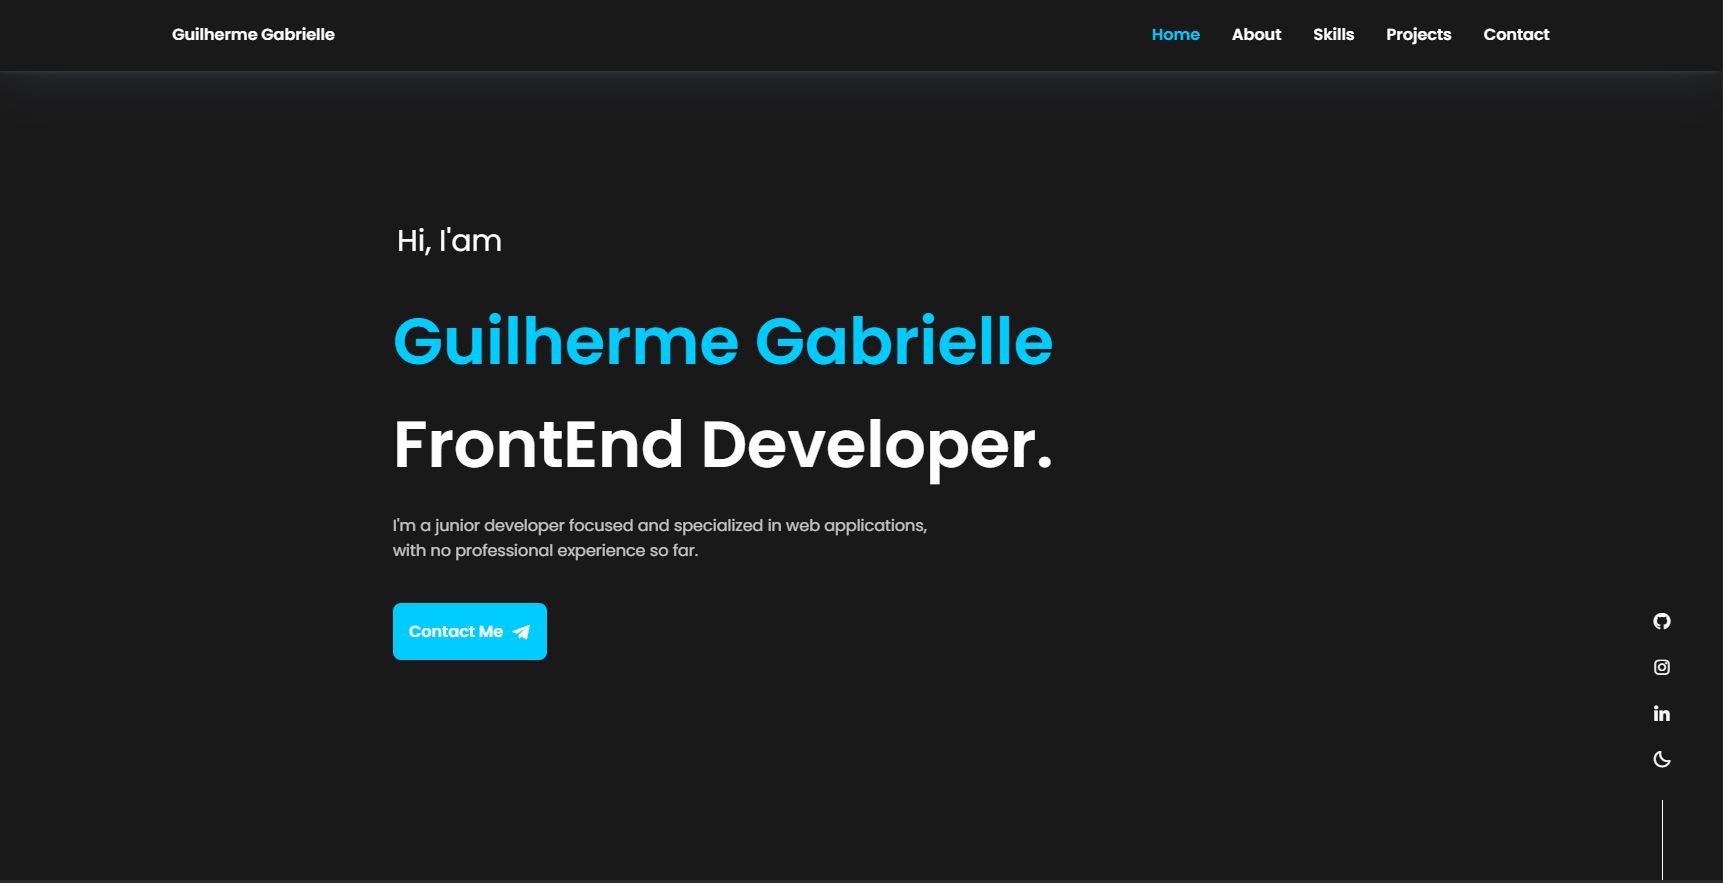 Guilherme Gabrielle
Home About Skills Projects Contact
Hi, I'am
Guilherme Gabrielle
FrontEnd Developer.
I'm a junior developer focused and specialized in web applications,
with no professional experience so far.
Contact Me
in